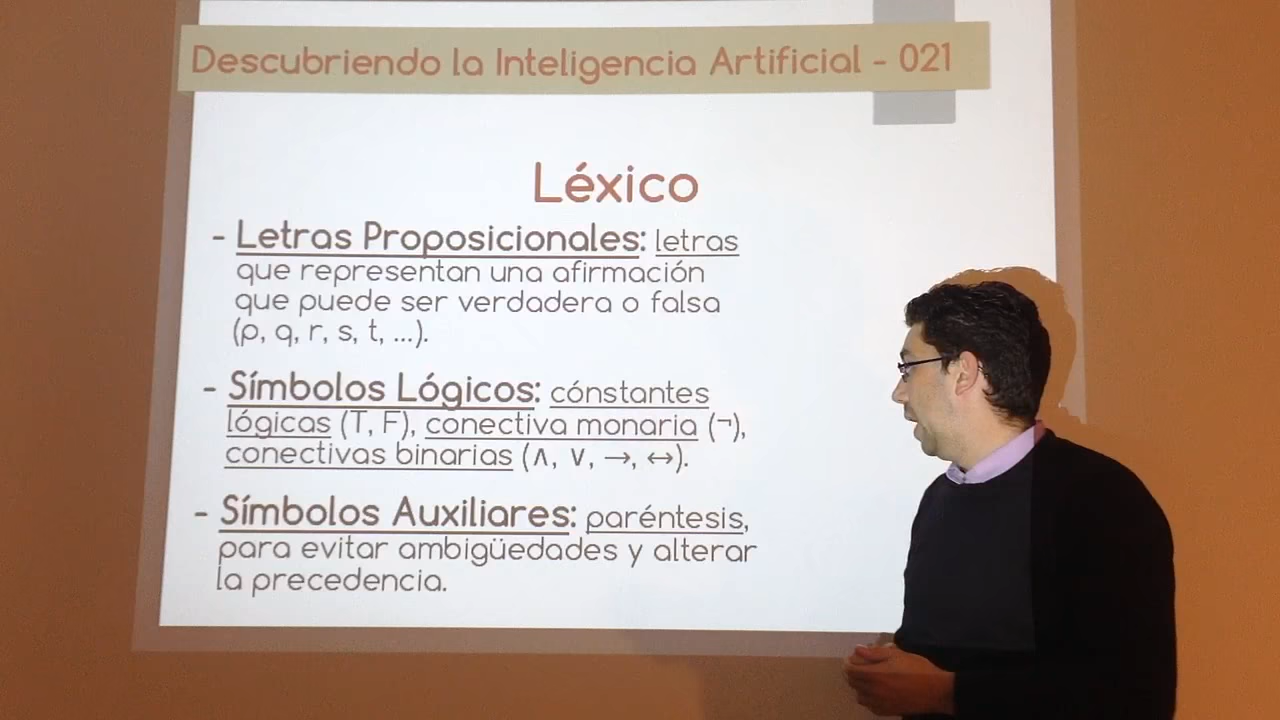 Descubriendo la Inteligencia Artificial - 021
Léxico
- Letras Proposicionales: letras
que representan una afirmación
que puede ser verdadera o falsa
(p, q, r, s, t, ...).
- Símbolos Lógicos: cónstantes
lógicas (T, F), conectiva monaria (¬),
conectivas binarias (∧, ∨, →, ↔).
- Símbolos Auxiliares: paréntesis,
para evitar ambigüedades y alterar
la precedencia.